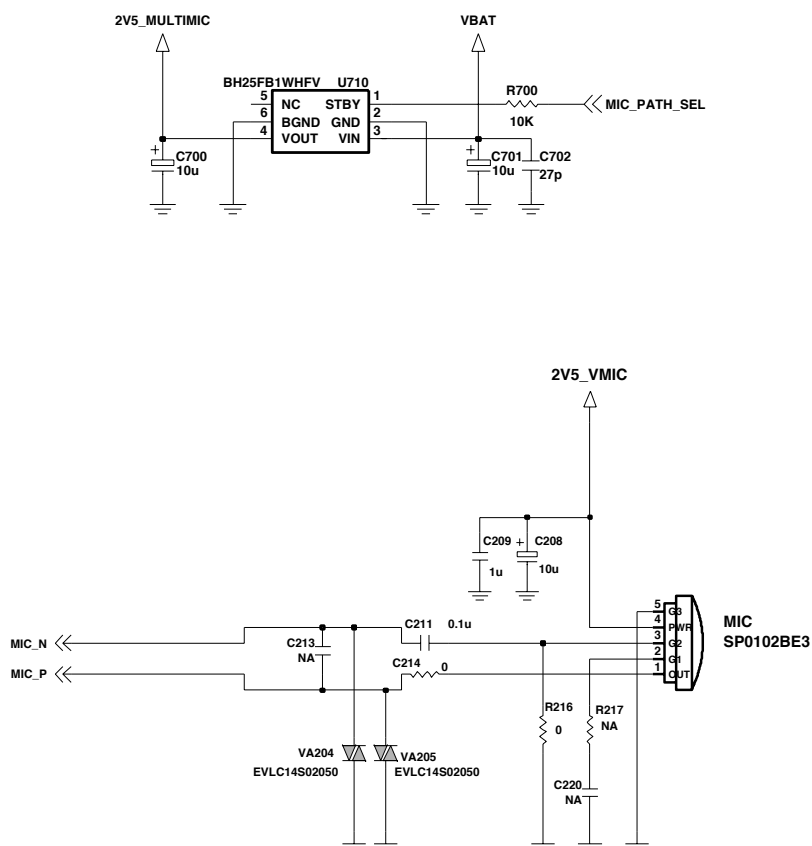 2V5_MULTIMIC
VBAT
BH25FB1WHFV U710
5 NC STBY 1
6 BGND GND 2
4 VOUT VIN 3
R700
10K
MIC_PATH_SEL
+ C700
10u
+ C701
10u
C702
27p
2V5_VMIC
C209
1u
+ C208
10u
5 G3
4 PWR
3 G2
2 G1
1 OUT
MIC
SP0102BE3
MIC_N
MIC_P
C211 0.1u
C213
NA
C214 0
R216
0
R217
NA
VA204
EVLC14S02050
VA205
EVLC14S02050
C220
NA